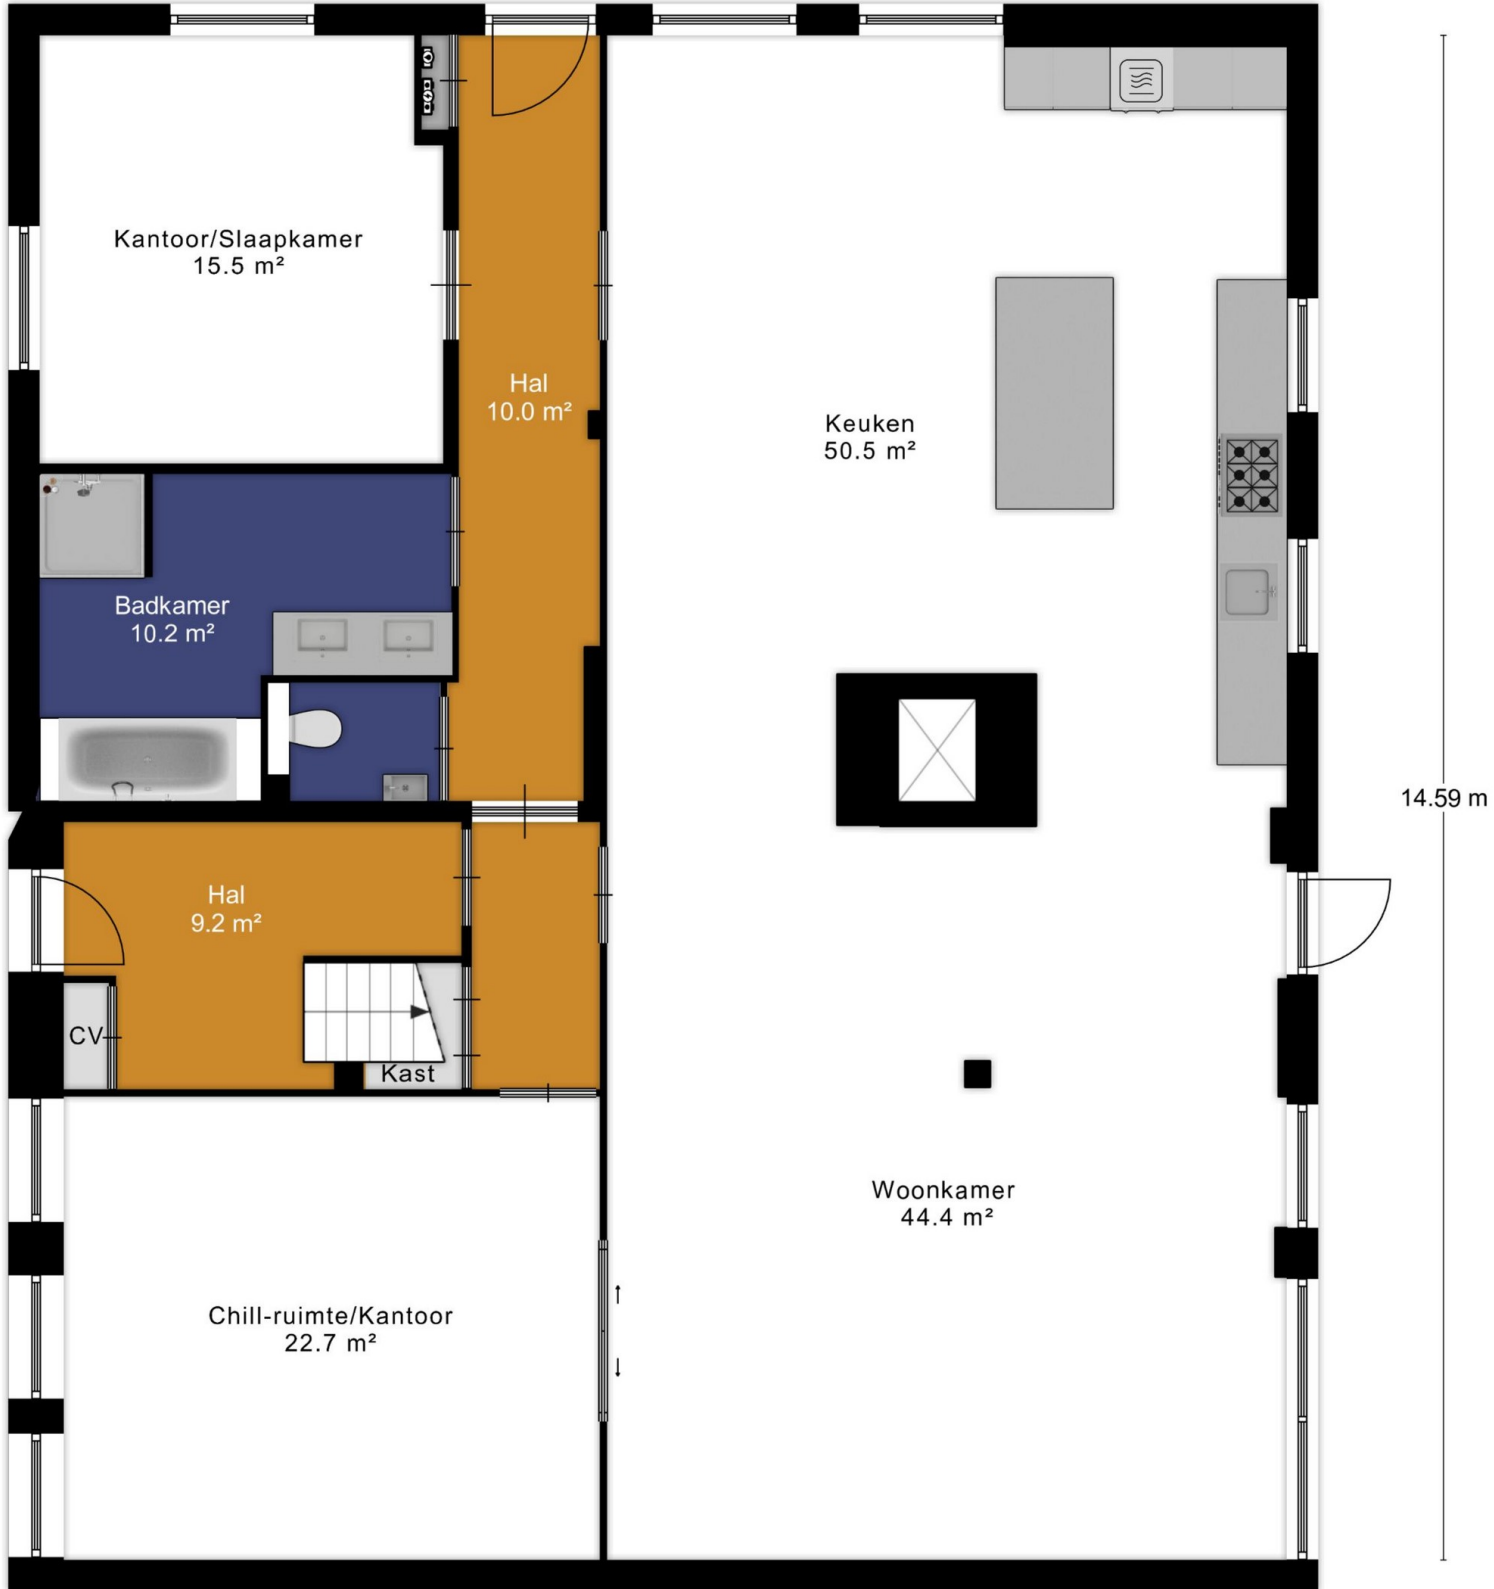 Kantoor/Slaapkamer
15.5 m²
Hal
10.0 m²
Keuken
50.5 m²
Badkamer
10.2 m²
14.59 m
Hal
9.2 m²
CV
Kast
Woonkamer
44.4 m²
Chill-ruimte/Kantoor
22.7 m²